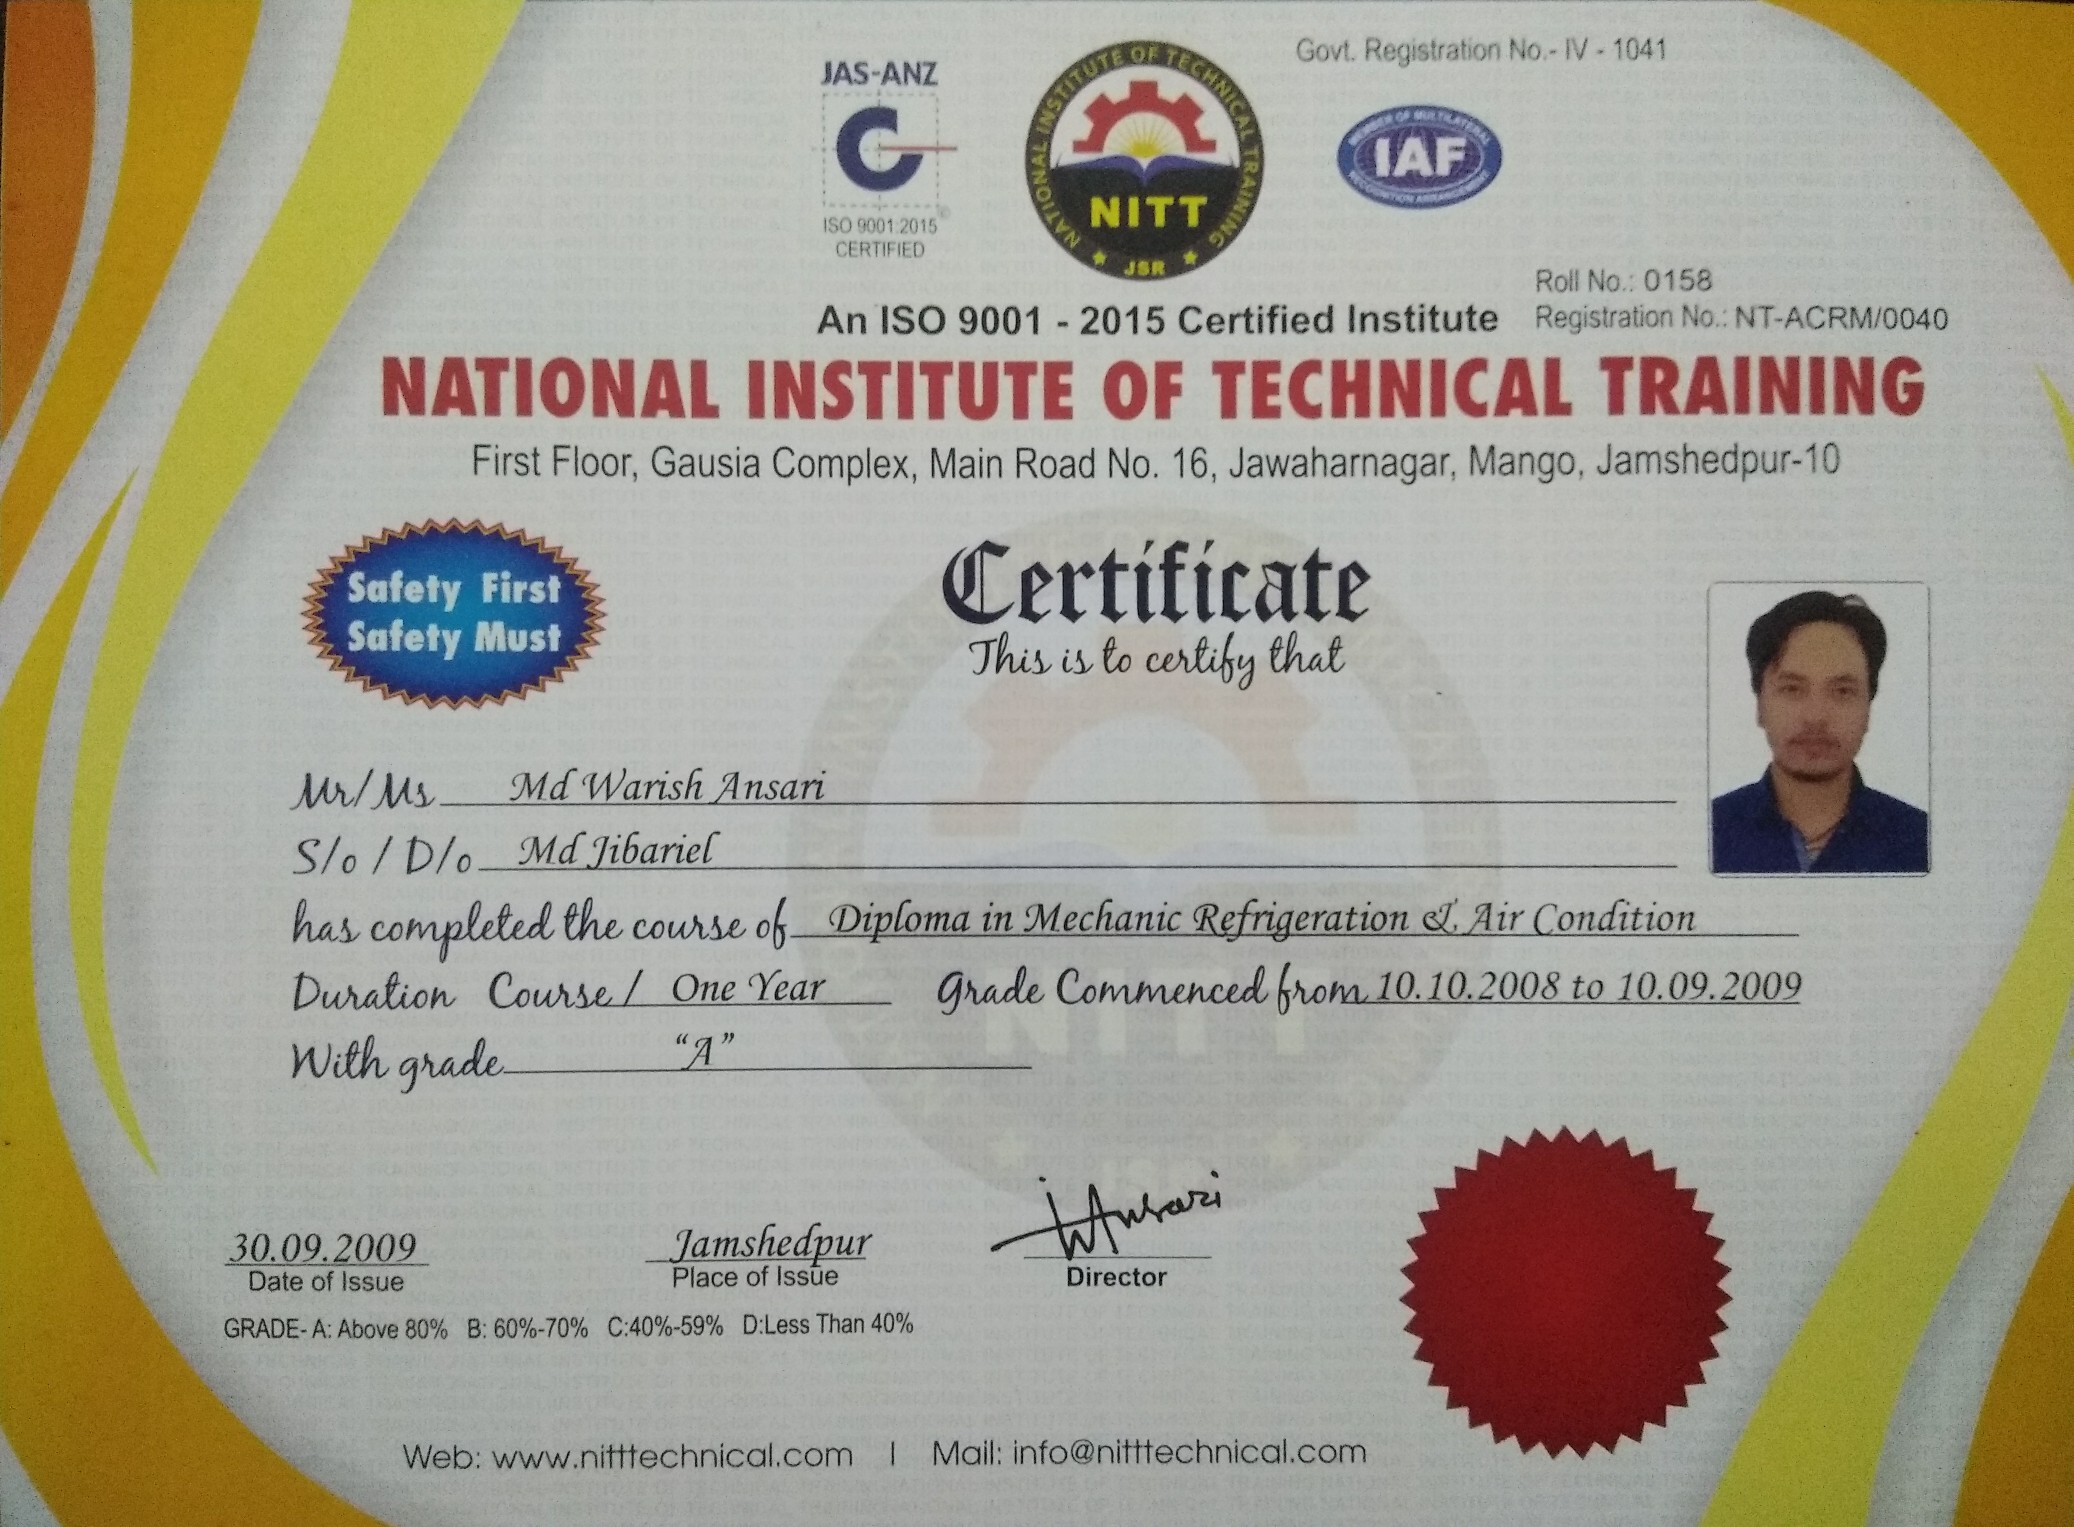 Govt. Registration No.- IV - 1041
JAS-ANZ
ISO 9001:2015
CERTIFIED
NATIONAL INSTITUTE OF TECHNICAL TRAINING
NITT
JSR
MEMBER OF MULTILATERAL
IAF
RECOGNITION ARRANGEMENT
Roll No.: 0158
An ISO 9001 - 2015 Certified Institute
Registration No.: NT-ACRM/0040
NATIONAL INSTITUTE OF TECHNICAL TRAINING
First Floor, Gausia Complex, Main Road No. 16, Jawaharnagar, Mango, Jamshedpur-10
Safety First
Safety Must
Certificate
This is to certify that
Mr/Ms Md Warish Ansari
S/o / D/o Md Jibariel
has completed the course of Diploma in Mechanic Refrigeration & Air Condition
Duration Course / One Year Grade Commenced from 10.10.2008 to 10.09.2009
With grade "A"
WAnsari
30.09.2009 Jamshedpur
Date of Issue Place of Issue Director
GRADE- A: Above 80% B: 60%-70% C:40%-59% D:Less Than 40%
Web: www.nitttechnical.com | Mail: info@nitttechnical.com